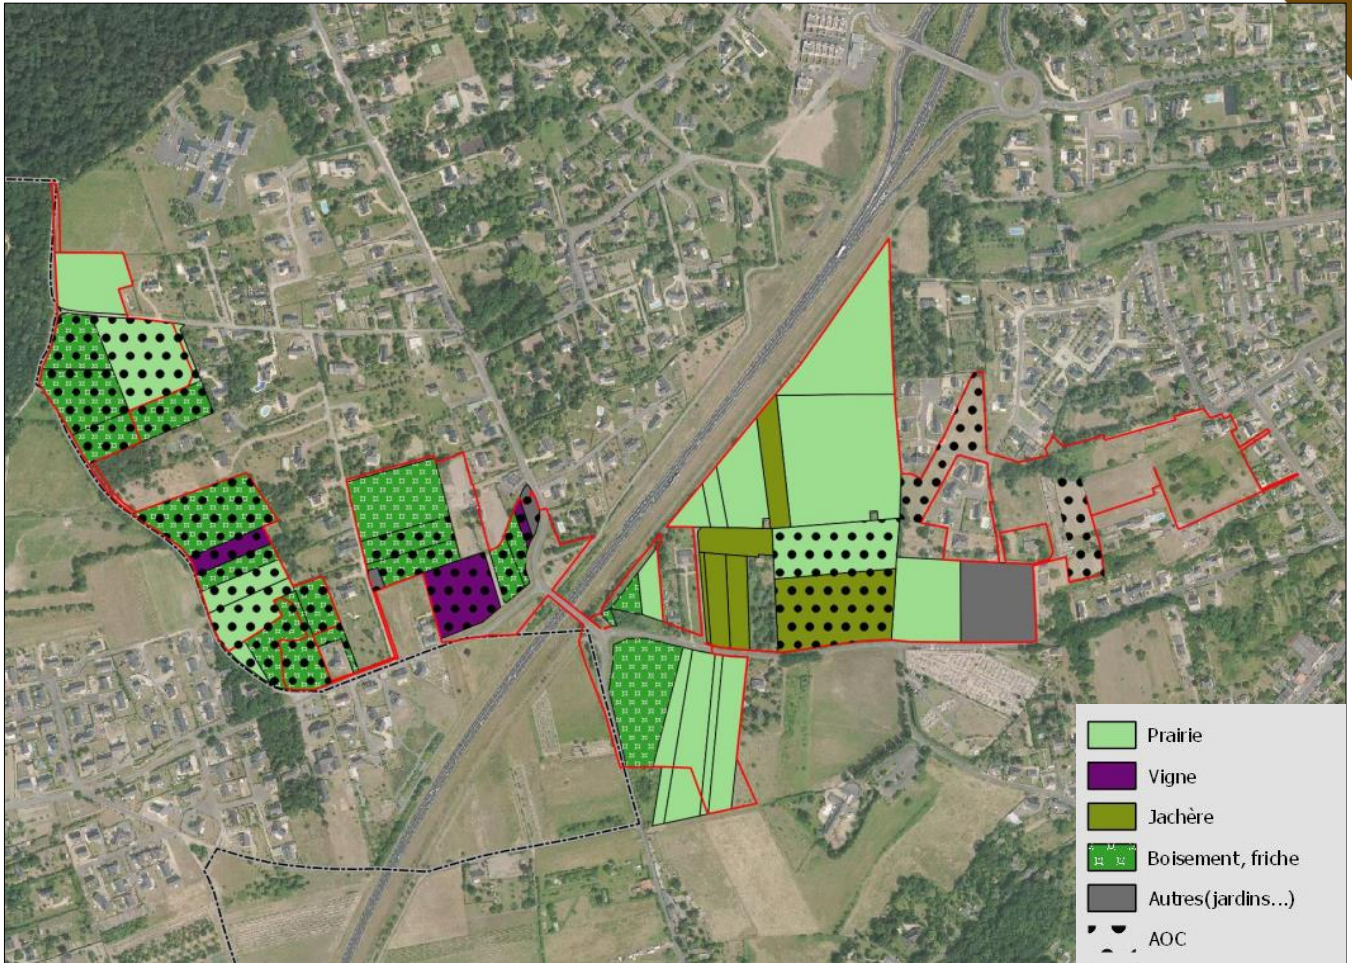 Prairie
Vigne
Jachère
Boisement, friche
Autres(jardins...)
AOC